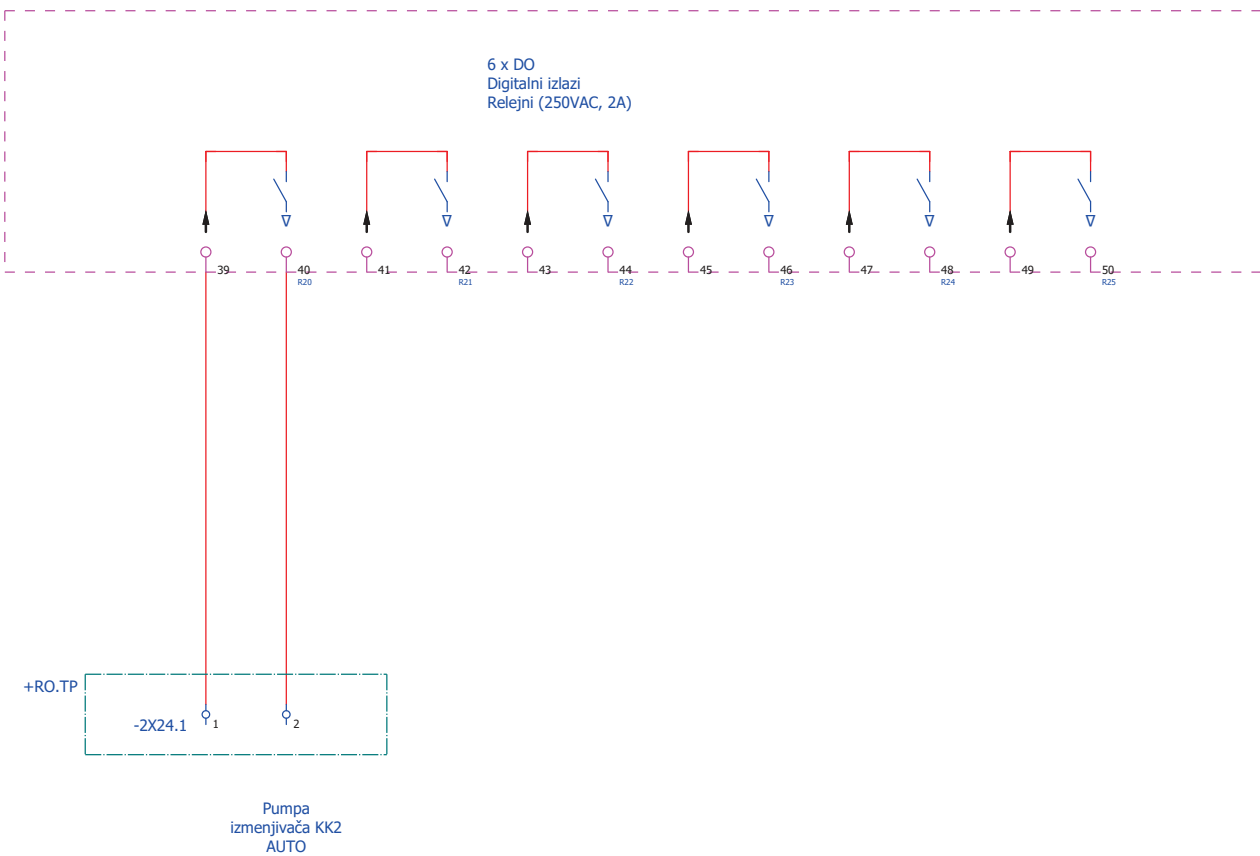 6 x DO
Digitalni izlazi
Relejni (250VAC, 2A)
39 40 41 42 43 44 45 46 47 48 49 50
R20 R21 R22 R23 R24 R25
+RO.TP
-2X24.1 1 2
Pumpa
izmenjivača KK2
AUTO